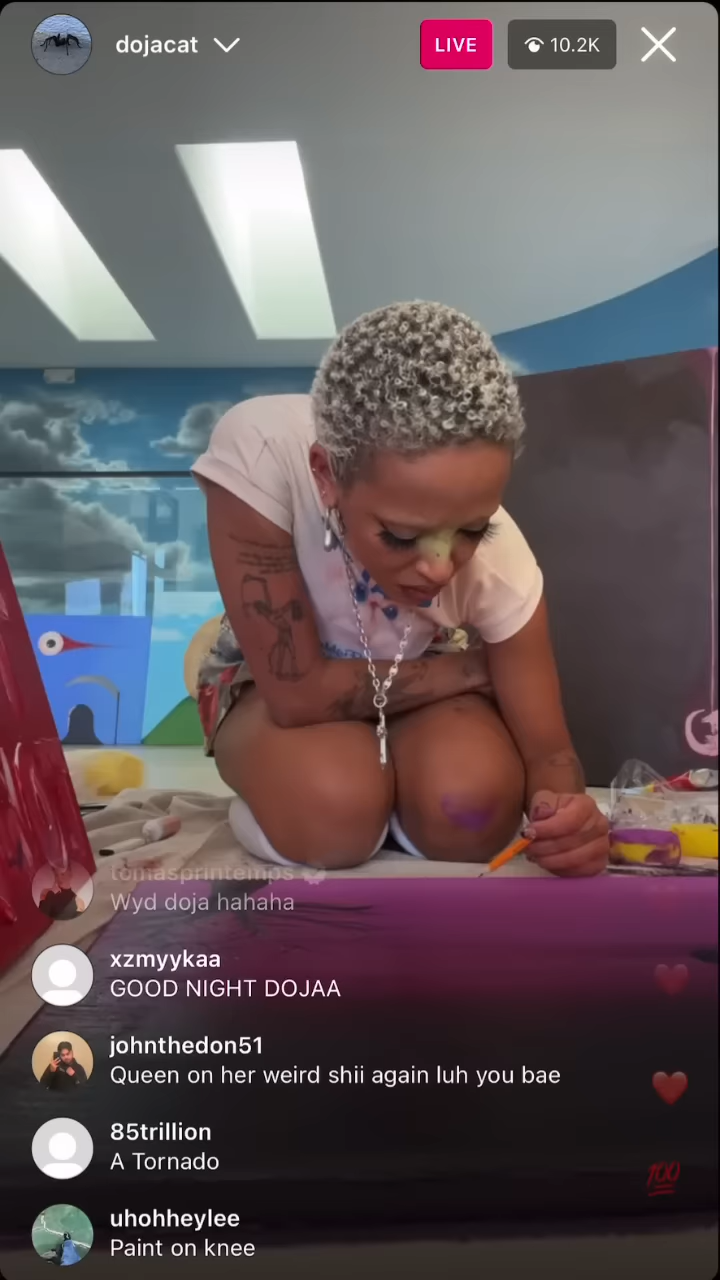 dojacat
LIVE
10.2K
tomasprintemps
Wyd doja hahaha
xzmyykaa
GOOD NIGHT DOJAA
johnthedon51
Queen on her weird shii again luh you bae
85trillion
A Tornado
💯
uhohheylee
Paint on knee